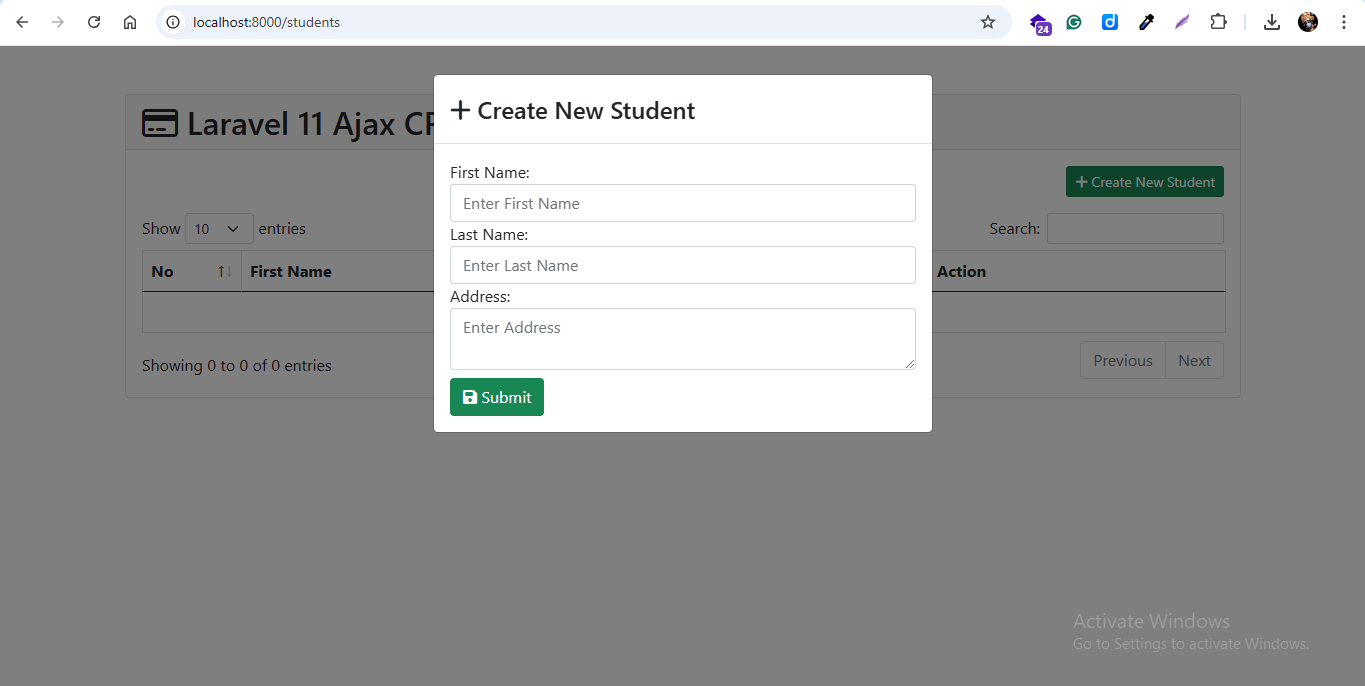 localhost:8000/students
24
Laravel 11 Ajax
Create New Student
Create New Student
First Name:
Enter First Name
Last Name:
Enter Last Name
Address:
Enter Address
Submit
Show 10 entries
Search:
No First Name Action
Showing 0 to 0 of 0 entries
Previous Next
Activate Windows
Go to Settings to activate Windows.